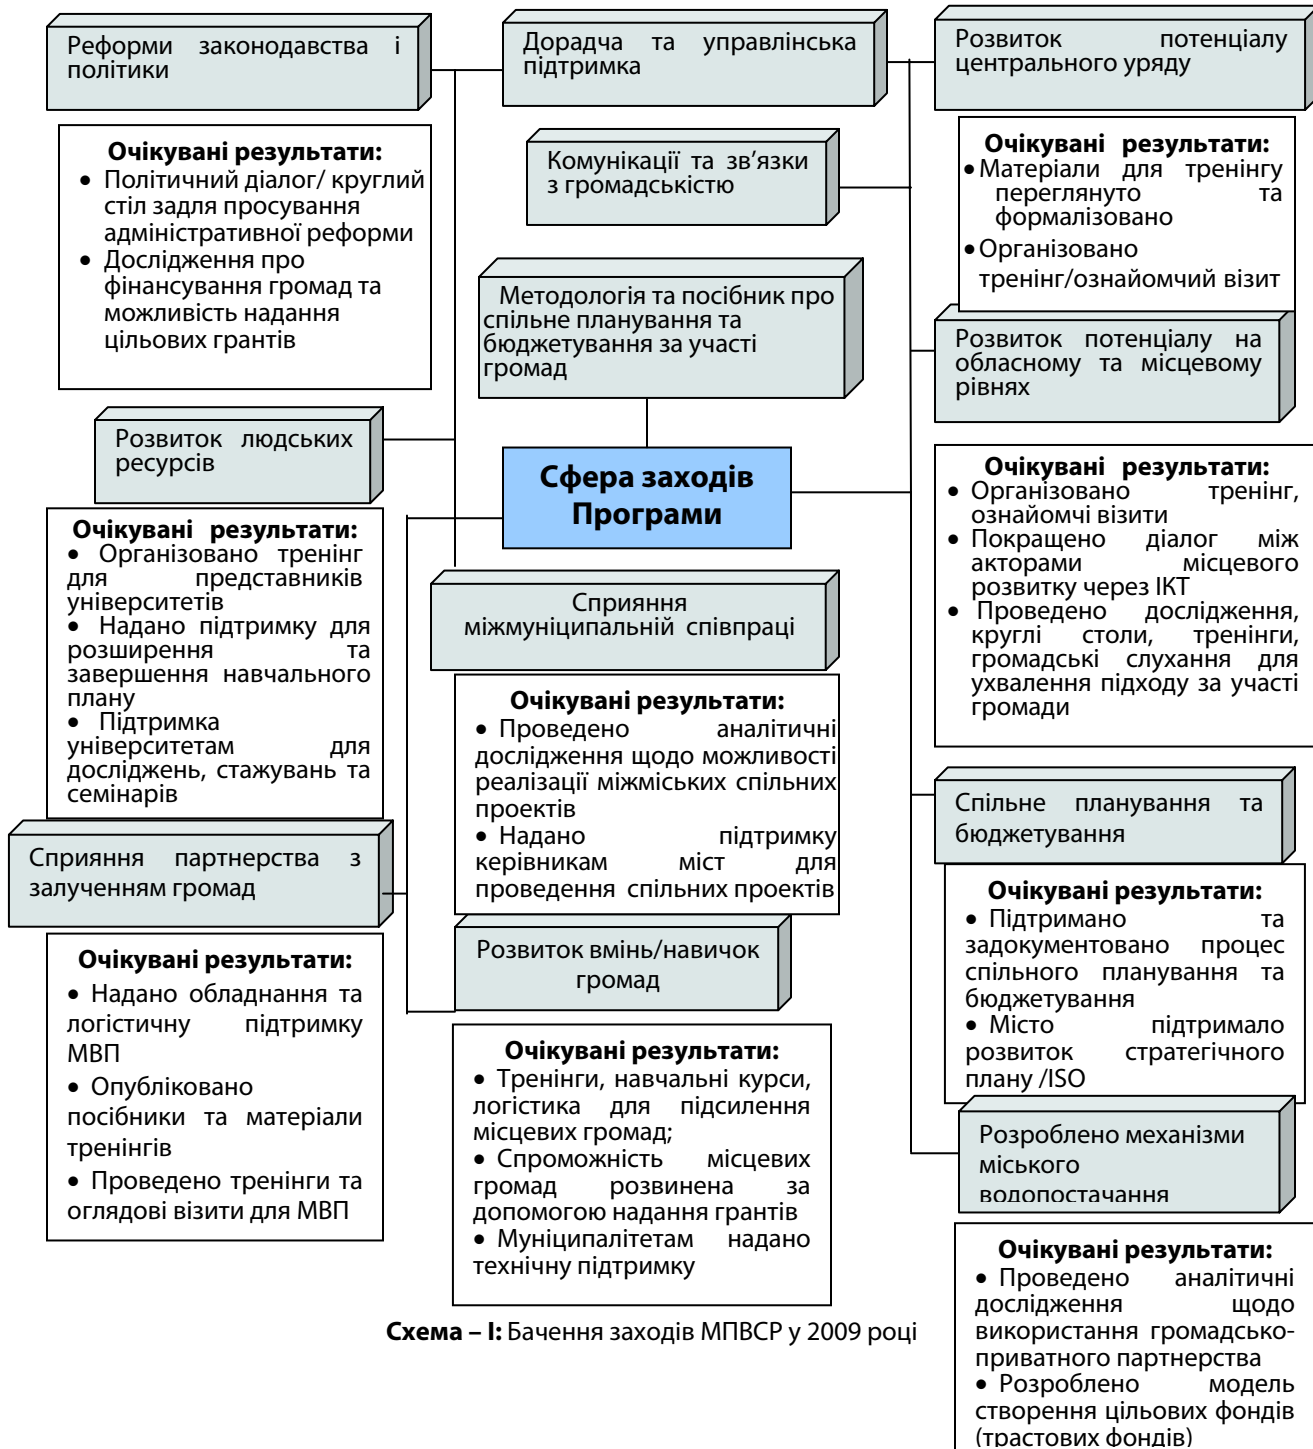 Реформи законодавства і
політики
Дорадча та управлінська
підтримка
Розвиток потенціалу
центрального уряду
Очікувані результати:
• Політичний діалог/ круглий
стіл задля просування
адміністративної реформи
• Дослідження про
фінансування громад та
можливість надання
цільових грантів
Комунікації та зв’язки
з громадськістю
Очікувані результати:
• Матеріали для тренінгу
переглянуто та
формалізовано
• Організовано
тренінг/ознайомчий візит
Методологія та посібник про
спільне планування та
бюджетування за участі
громад
Розвиток потенціалу на
обласному та місцевому
рівнях
Розвиток людських
ресурсів
Сфера заходів
Програми
Очікувані результати:
• Організовано тренінг,
ознайомчі візити
• Покращено діалог між
акторами місцевого
розвитку через ІКТ
• Проведено дослідження,
круглі столи, тренінги,
громадські слухання для
ухвалення підходу за участі
громади
Очікувані результати:
• Організовано тренінг
для представників
університетів
• Надано підтримку для
розширення та
завершення навчального
плану
• Підтримка
університетам для
досліджень, стажувань та
семінарів
Сприяння
міжмуніципальній співпраці
Очікувані результати:
• Проведено аналітичні
дослідження щодо можливості
реалізації міжміських спільних
проектів
• Надано підтримку
керівникам міст для
проведення спільних проектів
Спільне планування та
бюджетування
Сприяння партнерства з
залученням громад
Очікувані результати:
• Підтримано та
задокументовано процес
спільного планування та
бюджетування
• Місто підтримало
розвиток стратегічного
плану /ISO
Розвиток вмінь/навичок
громад
Очікувані результати:
• Надано обладнання та
логістичну підтримку
МВП
• Опубліковано
посібники та матеріали
тренінгів
• Проведено тренінги та
оглядові візити для МВП
Очікувані результати:
• Тренінги, навчальні курси,
логістика для підсилення
місцевих громад;
• Спроможність місцевих
громад розвинена за
допомогою надання грантів
• Муніципалітетам надано
технічну підтримку
Розроблено механізми
міського
водопостачання
Очікувані результати:
• Проведено аналітичні
дослідження щодо
використання громадсько-
приватного партнерства
• Розроблено модель
створення цільових фондів
(трастових фондів)
Схема – І: Бачення заходів МПВСР у 2009 році